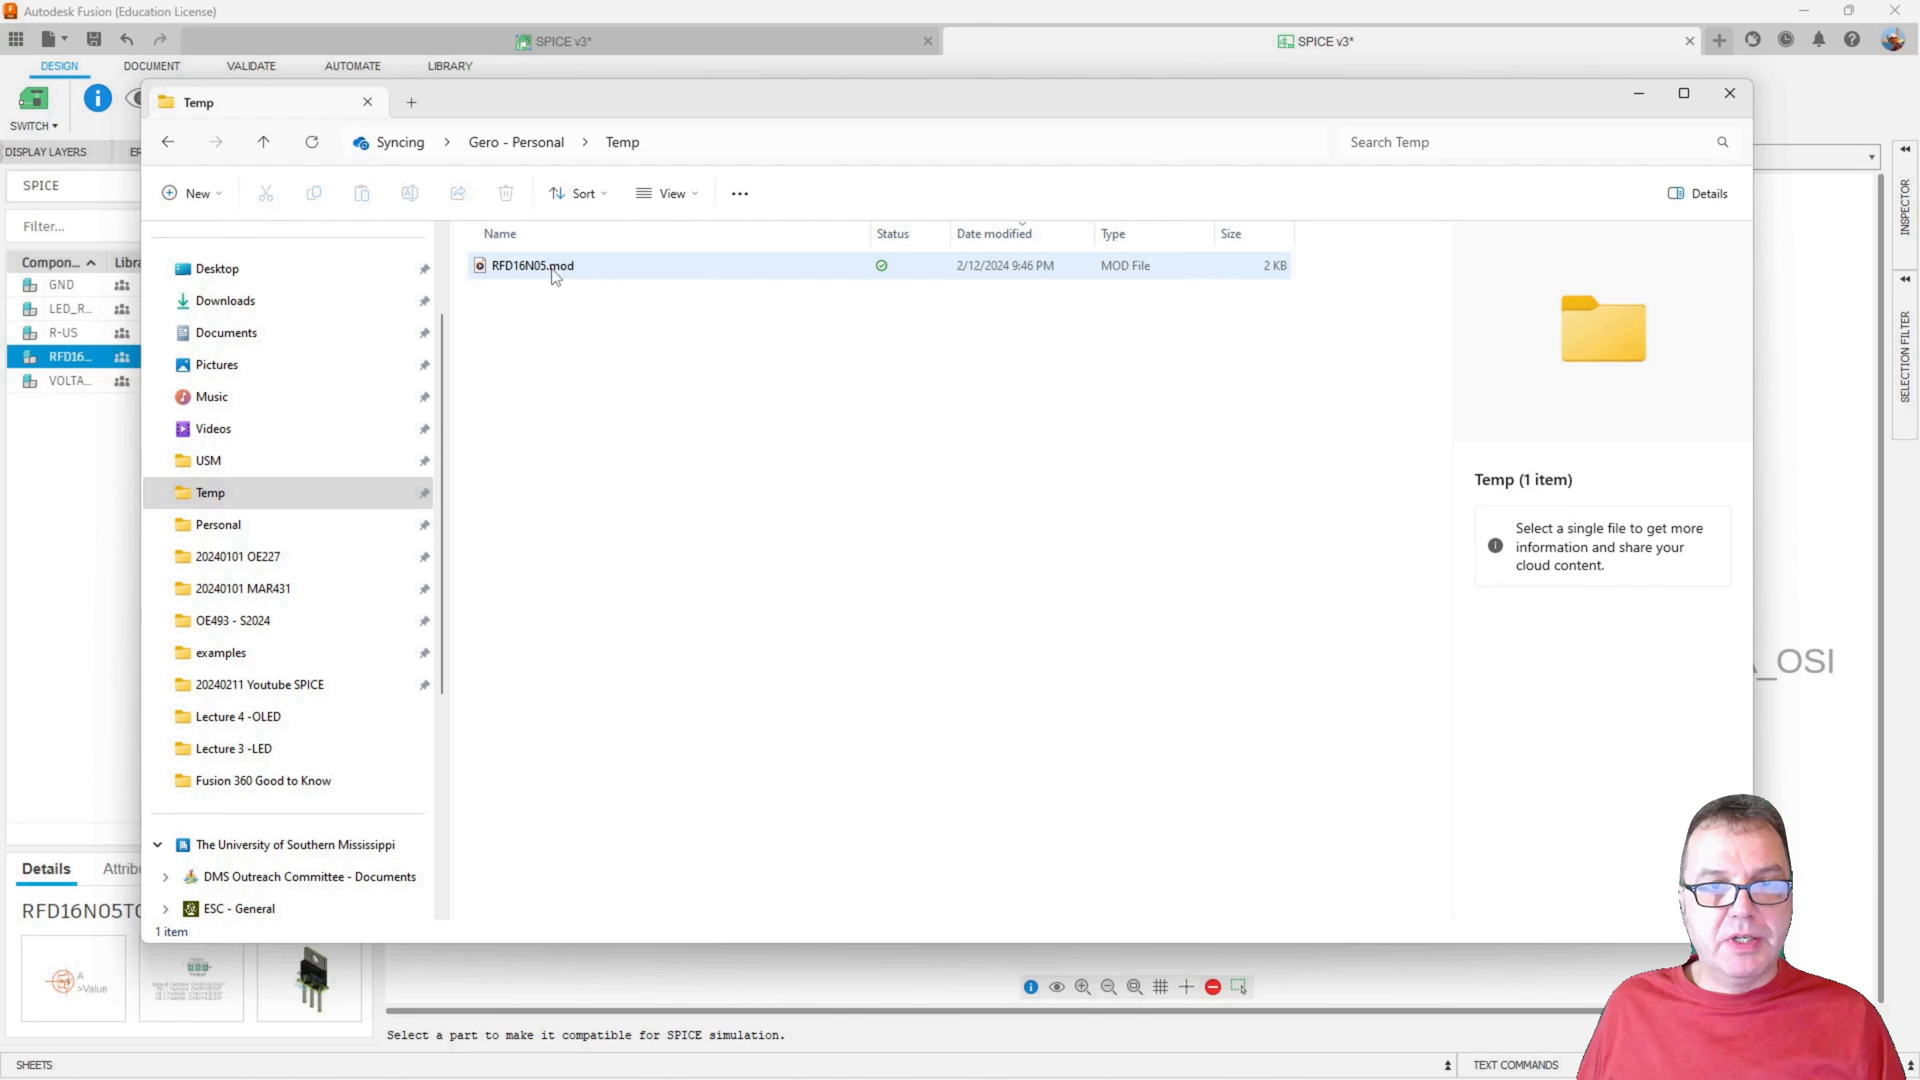 Autodesk Fusion (Education License)
SPICE v3*
SPICE v3*
DESIGN
DOCUMENT
VALIDATE
AUTOMATE
LIBRARY
SWITCH
Temp
Syncing > Gero - Personal > Temp
Search Temp
New
Sort
View
Details
DISPLAY LAYERS
SPICE
Filter...
Compon...
GND
LED_R...
R-US
RFD16...
VOLTA...
Name
Status
Date modified
Type
Size
RFD16N05.mod
2/12/2024 9:46 PM
MOD File
2 KB
Desktop
Downloads
Documents
Pictures
Music
Videos
USM
Temp
Personal
20240101 OE227
20240101 MAR431
OE493 - S2024
examples
20240211 Youtube SPICE
Lecture 4 -OLED
Lecture 3 -LED
Fusion 360 Good to Know
The University of Southern Mississippi
DMS Outreach Committee - Documents
ESC - General
1 item
Temp (1 item)
Select a single file to get more
information and share your
cloud content.
INSPECTOR
SELECTION FILTER
_OSI
Details
RFD16N05TO
A
>Value
Select a part to make it compatible for SPICE simulation.
SHEETS
TEXT COMMANDS